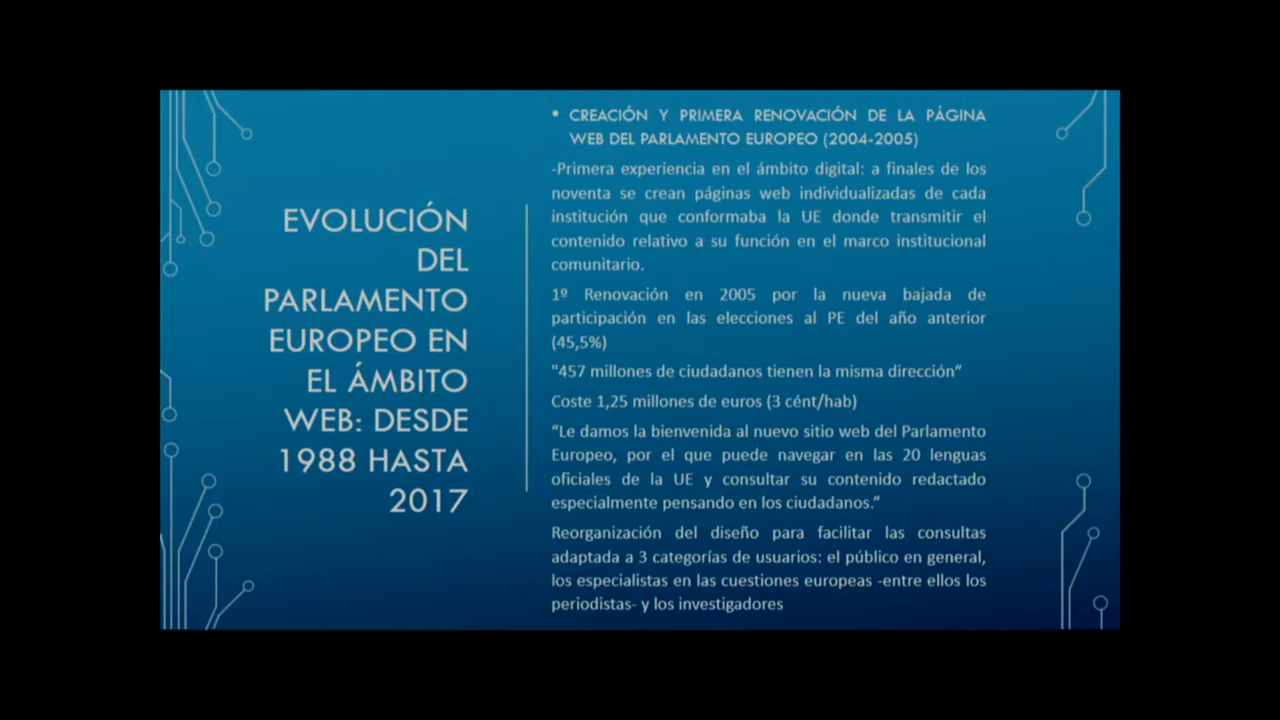 EVOLUCIÓN
DEL
PARLAMENTO
EUROPEO EN
EL ÁMBITO
WEB: DESDE
1988 HASTA
2017
• CREACIÓN Y PRIMERA RENOVACIÓN DE LA PÁGINA
WEB DEL PARLAMENTO EUROPEO (2004-2005)
-Primera experiencia en el ámbito digital: a finales de los
noventa se crean páginas web individualizadas de cada
institución que conformaba la UE donde transmitir el
contenido relativo a su función en el marco institucional
comunitario.
1º Renovación en 2005 por la nueva bajada de
participación en las elecciones al PE del año anterior
(45,5%)
"457 millones de ciudadanos tienen la misma dirección“
Coste 1,25 millones de euros (3 cént/hab)
“Le damos la bienvenida al nuevo sitio web del Parlamento
Europeo, por el que puede navegar en las 20 lenguas
oficiales de la UE y consultar su contenido redactado
especialmente pensando en los ciudadanos.”
Reorganización del diseño para facilitar las consultas
adaptada a 3 categorías de usuarios: el público en general,
los especialistas en las cuestiones europeas -entre ellos los
periodistas- y los investigadores